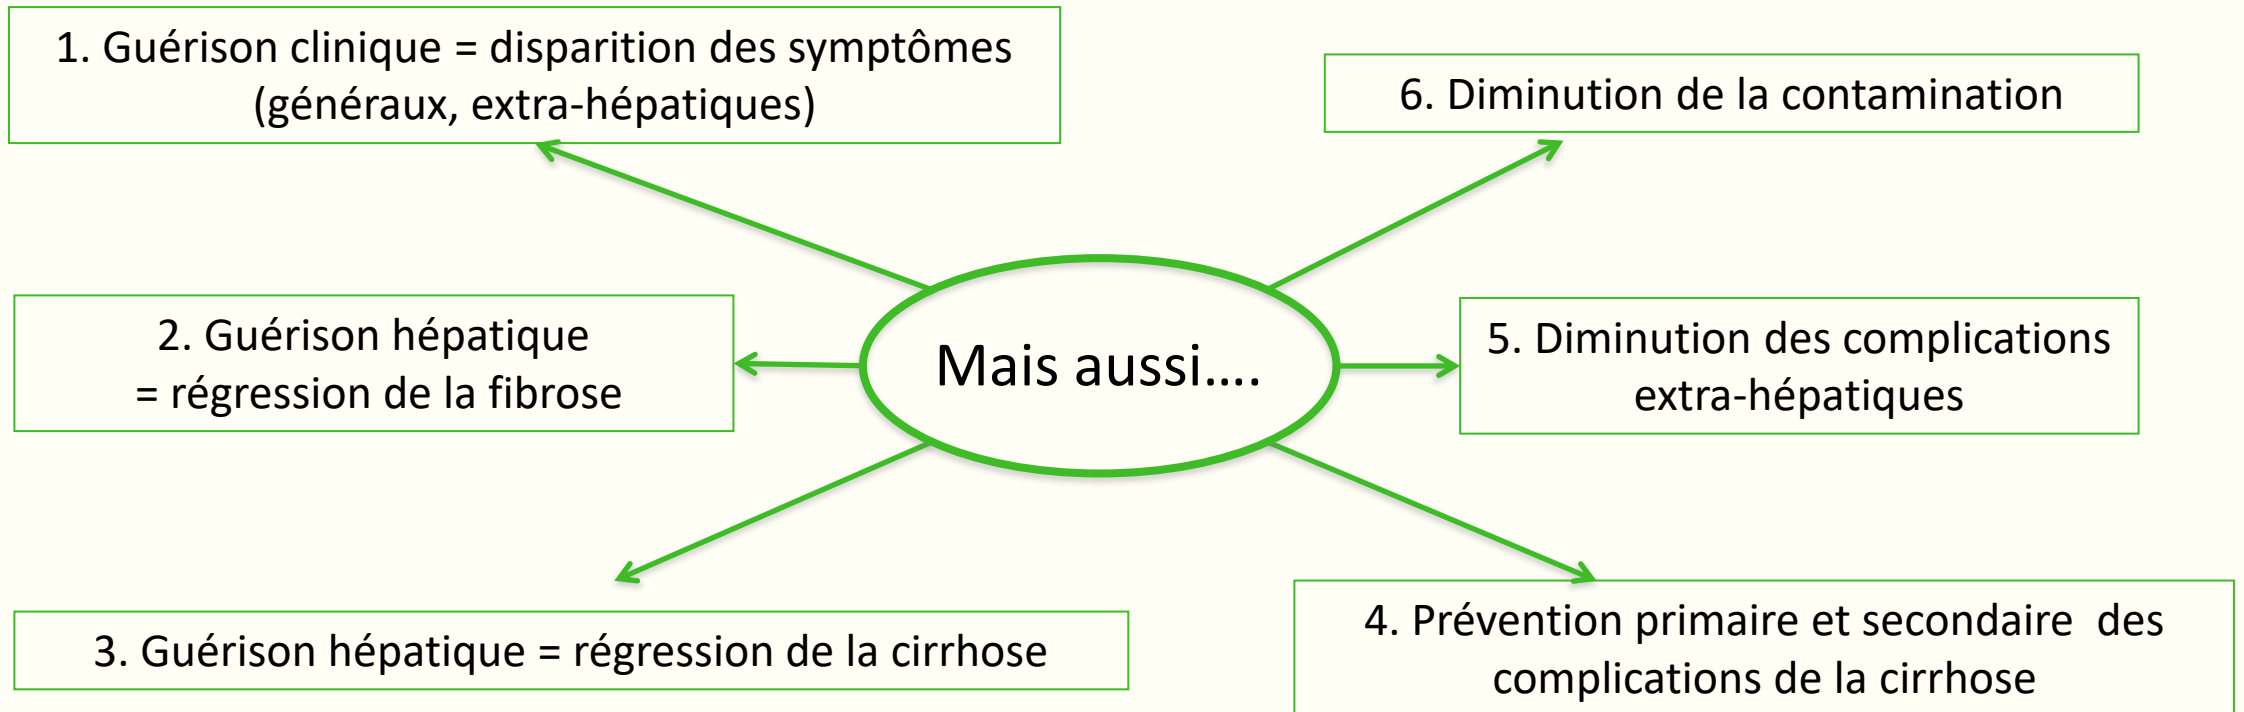 1. Guérison clinique = disparition des symptômes
(généraux, extra-hépatiques)
6. Diminution de la contamination
2. Guérison hépatique
= régression de la fibrose
Mais aussi....
5. Diminution des complications
extra-hépatiques
3. Guérison hépatique = régression de la cirrhose
4. Prévention primaire et secondaire  des
complications de la cirrhose